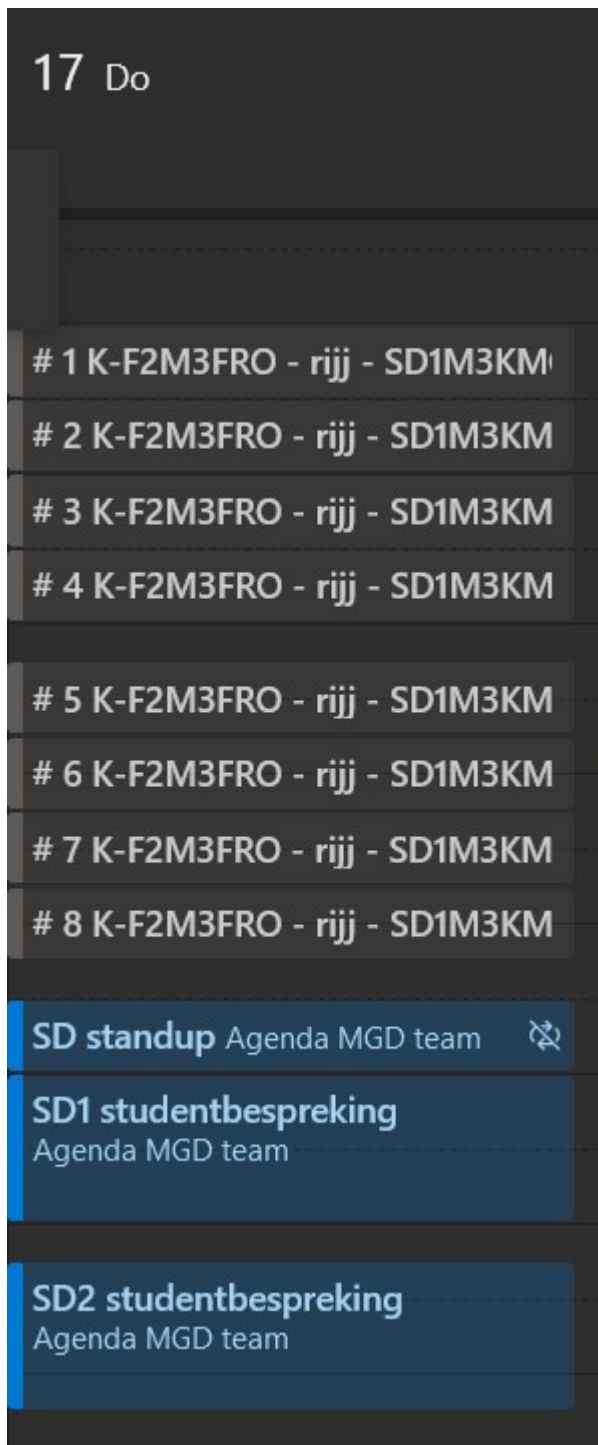 17 Do
# 1 K-F2M3FRO - rijj - SD1M3KM
# 2 K-F2M3FRO - rijj - SD1M3KM
# 3 K-F2M3FRO - rijj - SD1M3KM
# 4 K-F2M3FRO - rijj - SD1M3KM
# 5 K-F2M3FRO - rijj - SD1M3KM
# 6 K-F2M3FRO - rijj - SD1M3KM
# 7 K-F2M3FRO - rijj - SD1M3KM
# 8 K-F2M3FRO - rijj - SD1M3KM
SD standup Agenda MGD team
SD1 studentbespreking
Agenda MGD team
SD2 studentbespreking
Agenda MGD team